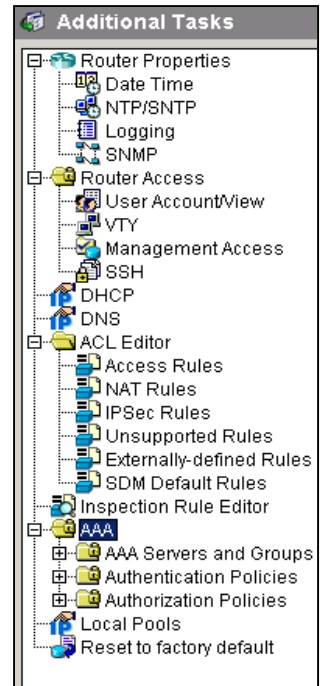 Additional Tasks
Router Properties
Date Time
NTP/SNTP
Logging
SNMP
Router Access
User Account/View
VTY
Management Access
SSH
DHCP
DNS
ACL Editor
Access Rules
NAT Rules
IPSec Rules
Unsupported Rules
Externally-defined Rules
SDM Default Rules
Inspection Rule Editor
AAA
AAA Servers and Groups
Authentication Policies
Authorization Policies
Local Pools
Reset to factory default